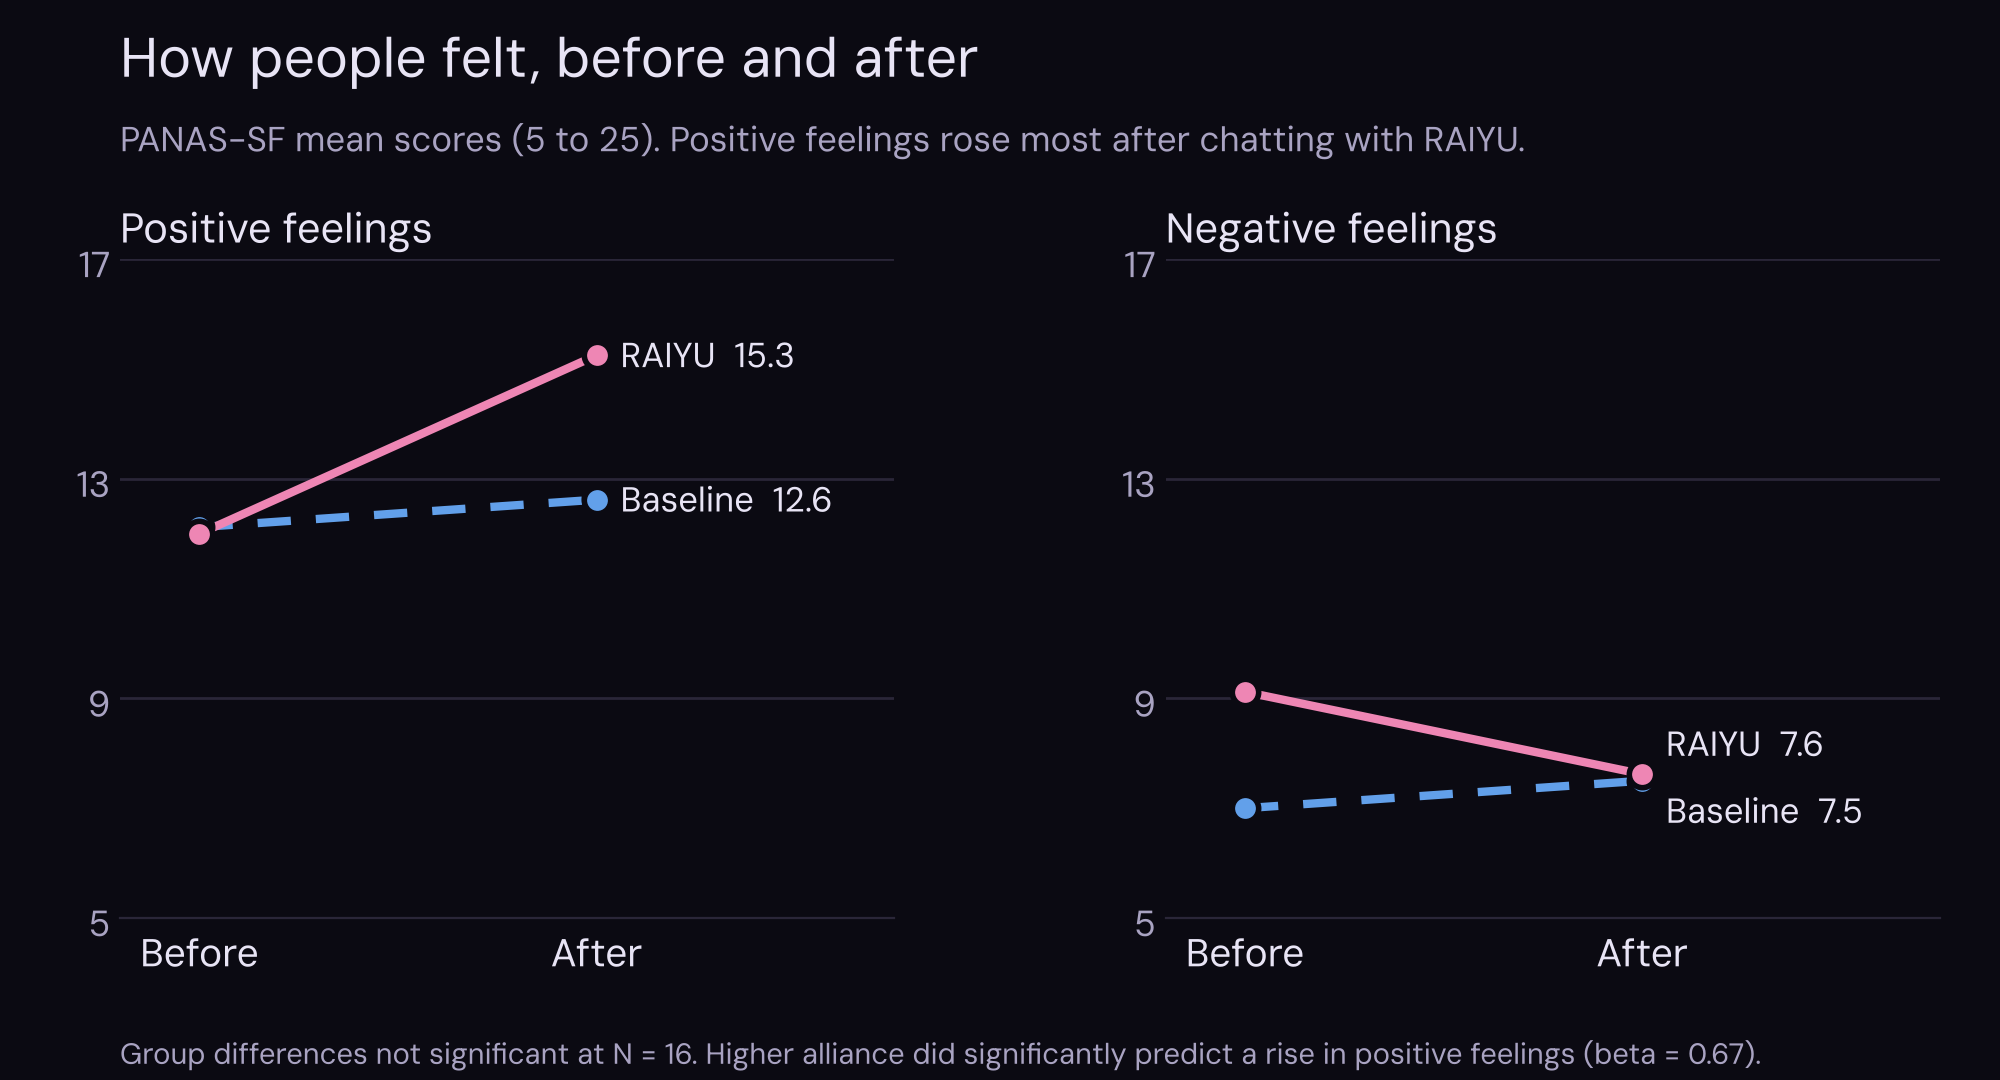 How people felt, before and after
PANAS-SF mean scores (5 to 25). Positive feelings rose most after chatting with RAIYU.
Positive feelings
17
RAIYU 15.3
13
Baseline 12.6
9
5
Before After
Negative feelings
17
13
9
RAIYU 7.6
Baseline 7.5
5
Before After
Group differences not significant at N = 16. Higher alliance did significantly predict a rise in positive feelings (beta = 0.67).